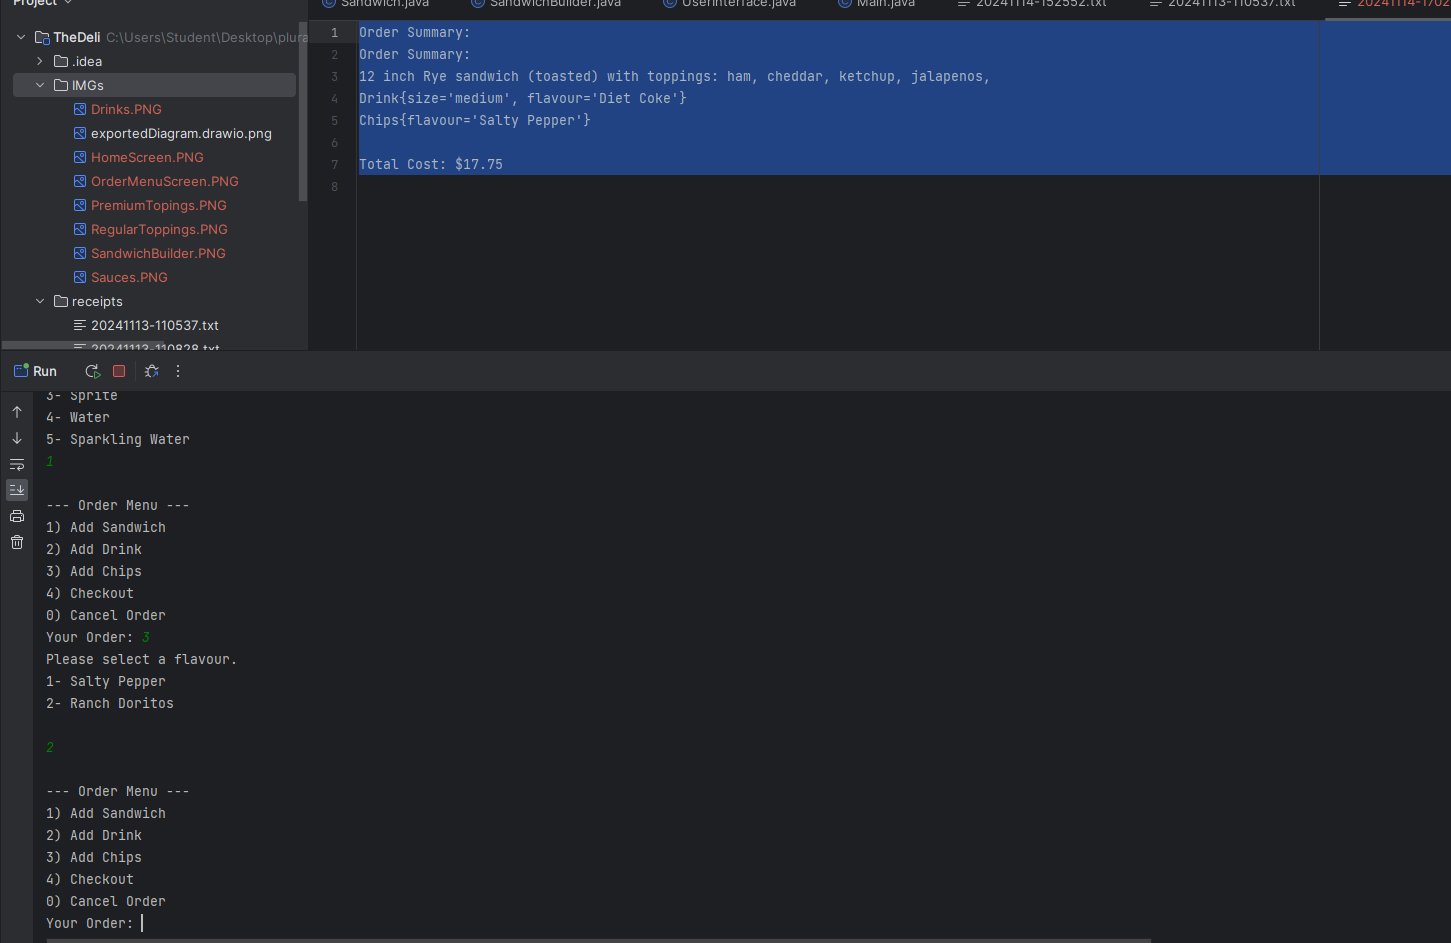 Project
Sandwich.java
SandwichBuilder.java
UserInterface.java
Main.java
20241114-152552.txt
20241113-110537.txt
20241114-1702
TheDeli C:\Users\Student\Desktop\plura
.idea
IMGs
Drinks.PNG
exportedDiagram.drawio.png
HomeScreen.PNG
OrderMenuScreen.PNG
PremiumTopings.PNG
RegularToppings.PNG
SandwichBuilder.PNG
Sauces.PNG
receipts
20241113-110537.txt
20241113-110828.txt
1 Order Summary:
2 Order Summary:
3 12 inch Rye sandwich (toasted) with toppings: ham, cheddar, ketchup, jalapenos,
4 Drink{size='medium', flavour='Diet Coke'}
5 Chips{flavour='Salty Pepper'}
6
7 Total Cost: $17.75
8
Run
3- Sprite
4- Water
5- Sparkling Water
1
--- Order Menu ---
1) Add Sandwich
2) Add Drink
3) Add Chips
4) Checkout
0) Cancel Order
Your Order: 3
Please select a flavour.
1- Salty Pepper
2- Ranch Doritos
2
--- Order Menu ---
1) Add Sandwich
2) Add Drink
3) Add Chips
4) Checkout
0) Cancel Order
Your Order: